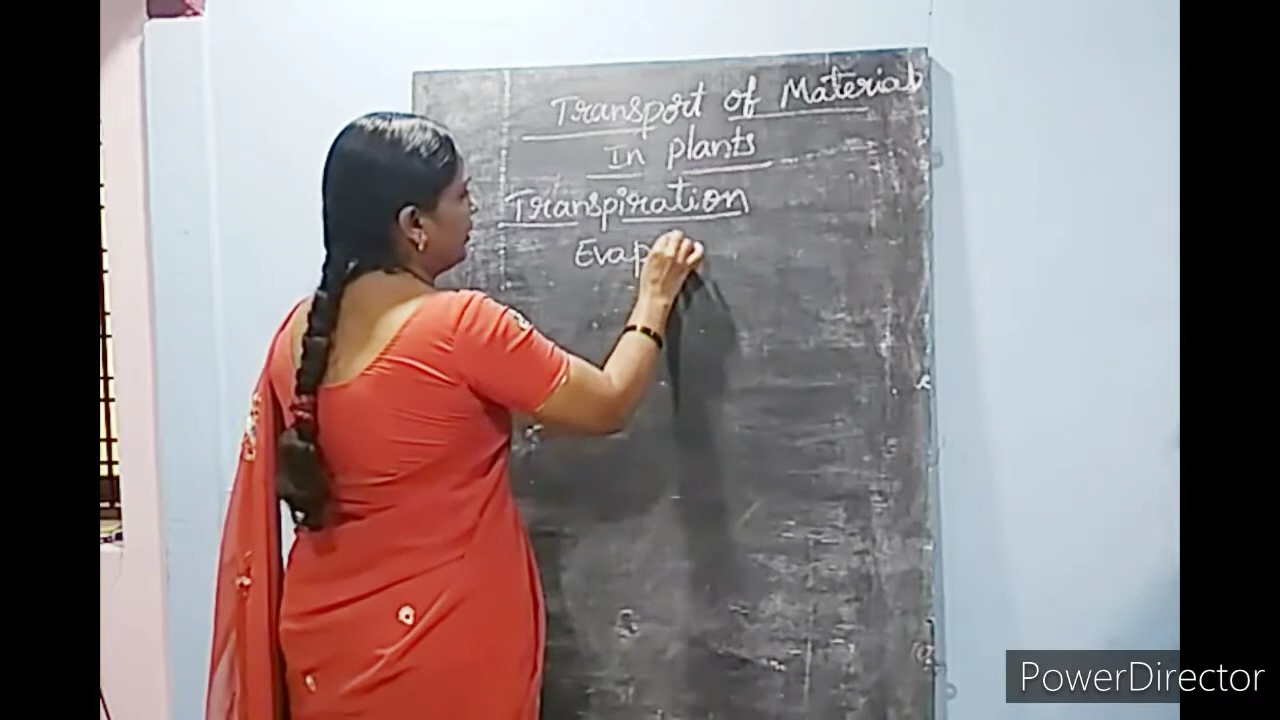 Transport of Materials
In plants
Transpiration
Evap
PowerDirector